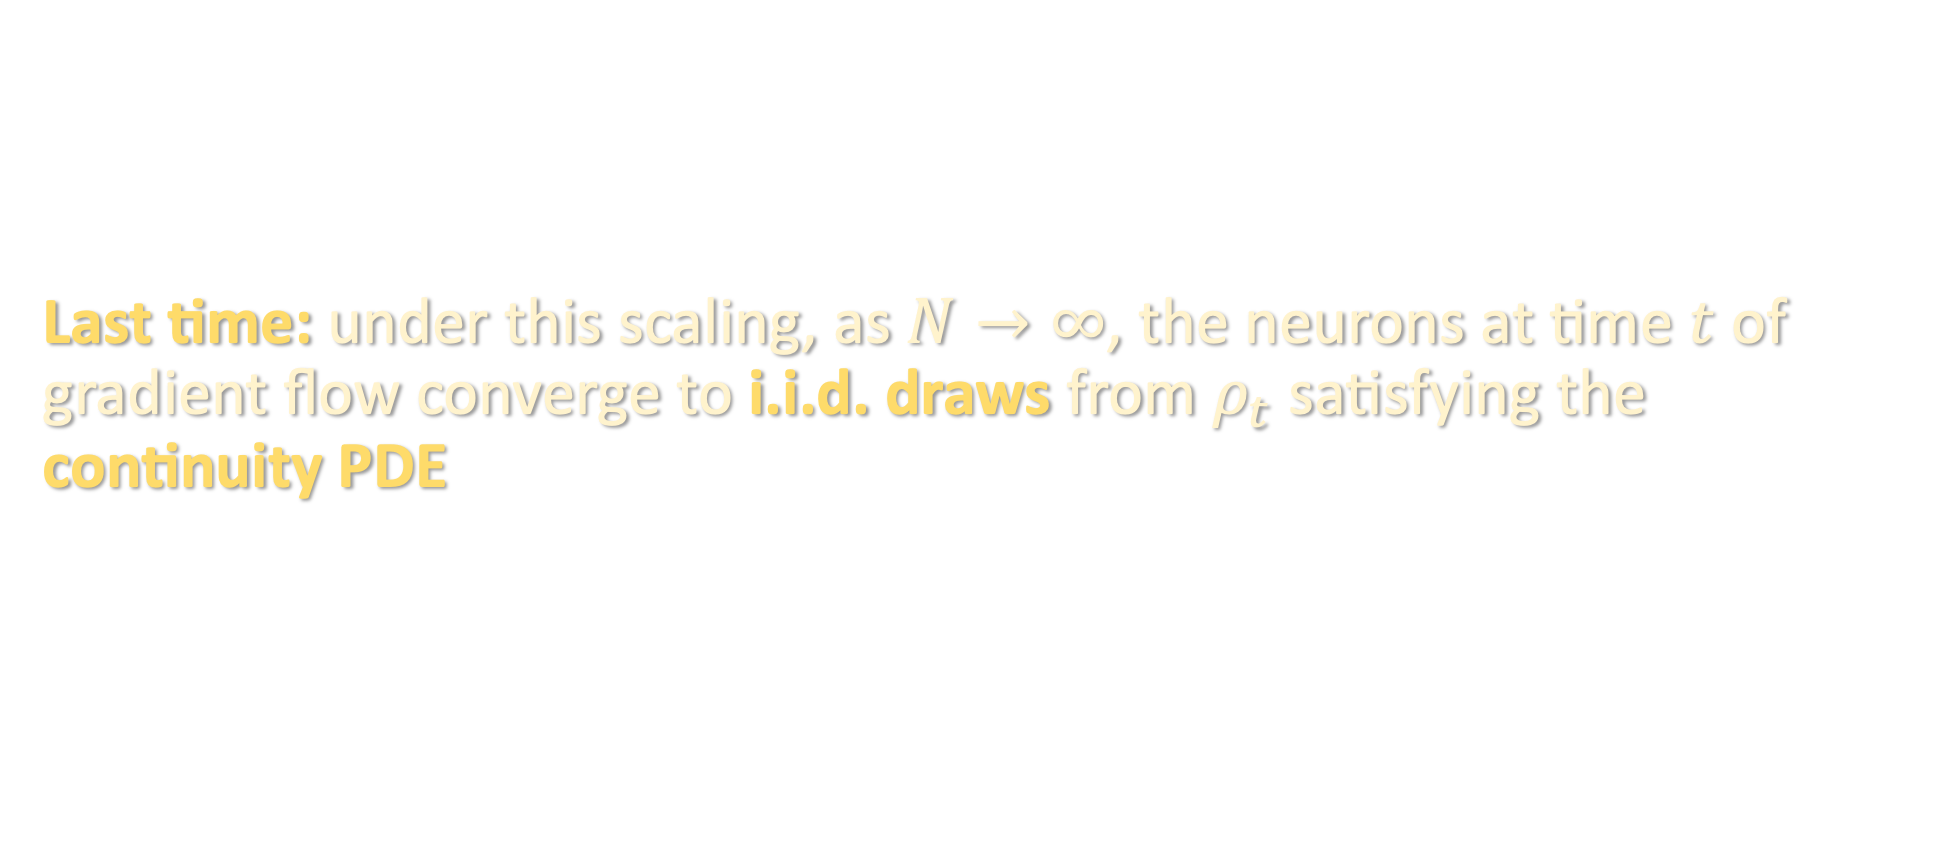 Last time: under this scaling, as 𝑁 → ∞, the neurons at time 𝑡 of
gradient flow converge to i.i.d. draws from 𝜌ₜ satisfying the
continuity PDE